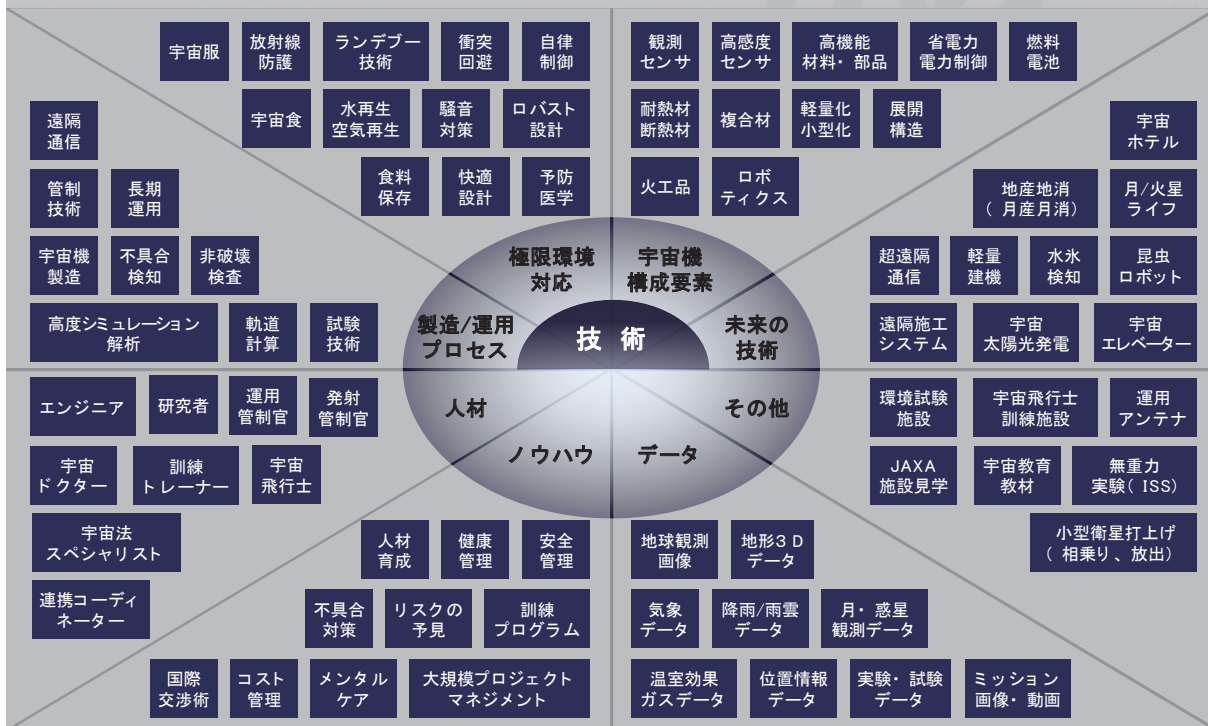 宇宙服
放射線
防護
ランデブー
技術
衝突
回避
自律
制御
宇宙食
水再生
空気再生
騒音
対策
ロバスト
設計
食料
保存
快適
設計
予防
医学
観測
センサ
高感度
センサ
高機能
材料・部品
省電力
電力制御
燃料
電池
耐熱材
断熱材
複合材
軽量化
小型化
展開
構造
火工品
ロボ
ティクス
遠隔
通信
管制
技術
長期
運用
宇宙機
製造
不具合
検知
非破壊
検査
高度シミュレーション
解析
軌道
計算
試験
技術
宇宙
ホテル
地産地消
(月産月消)
月/火星
ライフ
超遠隔
通信
軽量
建機
水氷
検知
昆虫
ロボット
遠隔施工
システム
宇宙
太陽光発電
宇宙
エレベーター
極限環境
対応
宇宙機
構成要素
製造/運用
プロセス
技術
未来の
技術
人材
その他
ノウハウ
データ
エンジニア
研究者
運用
管制官
発射
管制官
宇宙
ドクター
訓練
トレーナー
宇宙
飛行士
宇宙法
スペシャリスト
連携コーディ
ネーター
人材
育成
健康
管理
安全
管理
不具合
対策
リスクの
予見
訓練
プログラム
国際
交渉術
コスト
管理
メンタル
ケア
大規模プロジェクト
マネジメント
地球観測
画像
地形3D
データ
気象
データ
降雨/雨雲
データ
月・惑星
観測データ
温室効果
ガスデータ
位置情報
データ
実験・試験
データ
ミッション
画像・動画
環境試験
施設
宇宙飛行士
訓練施設
運用
アンテナ
JAXA
施設見学
宇宙教育
教材
無重力
実験(ISS)
小型衛星打上げ
(相乗り、放出)